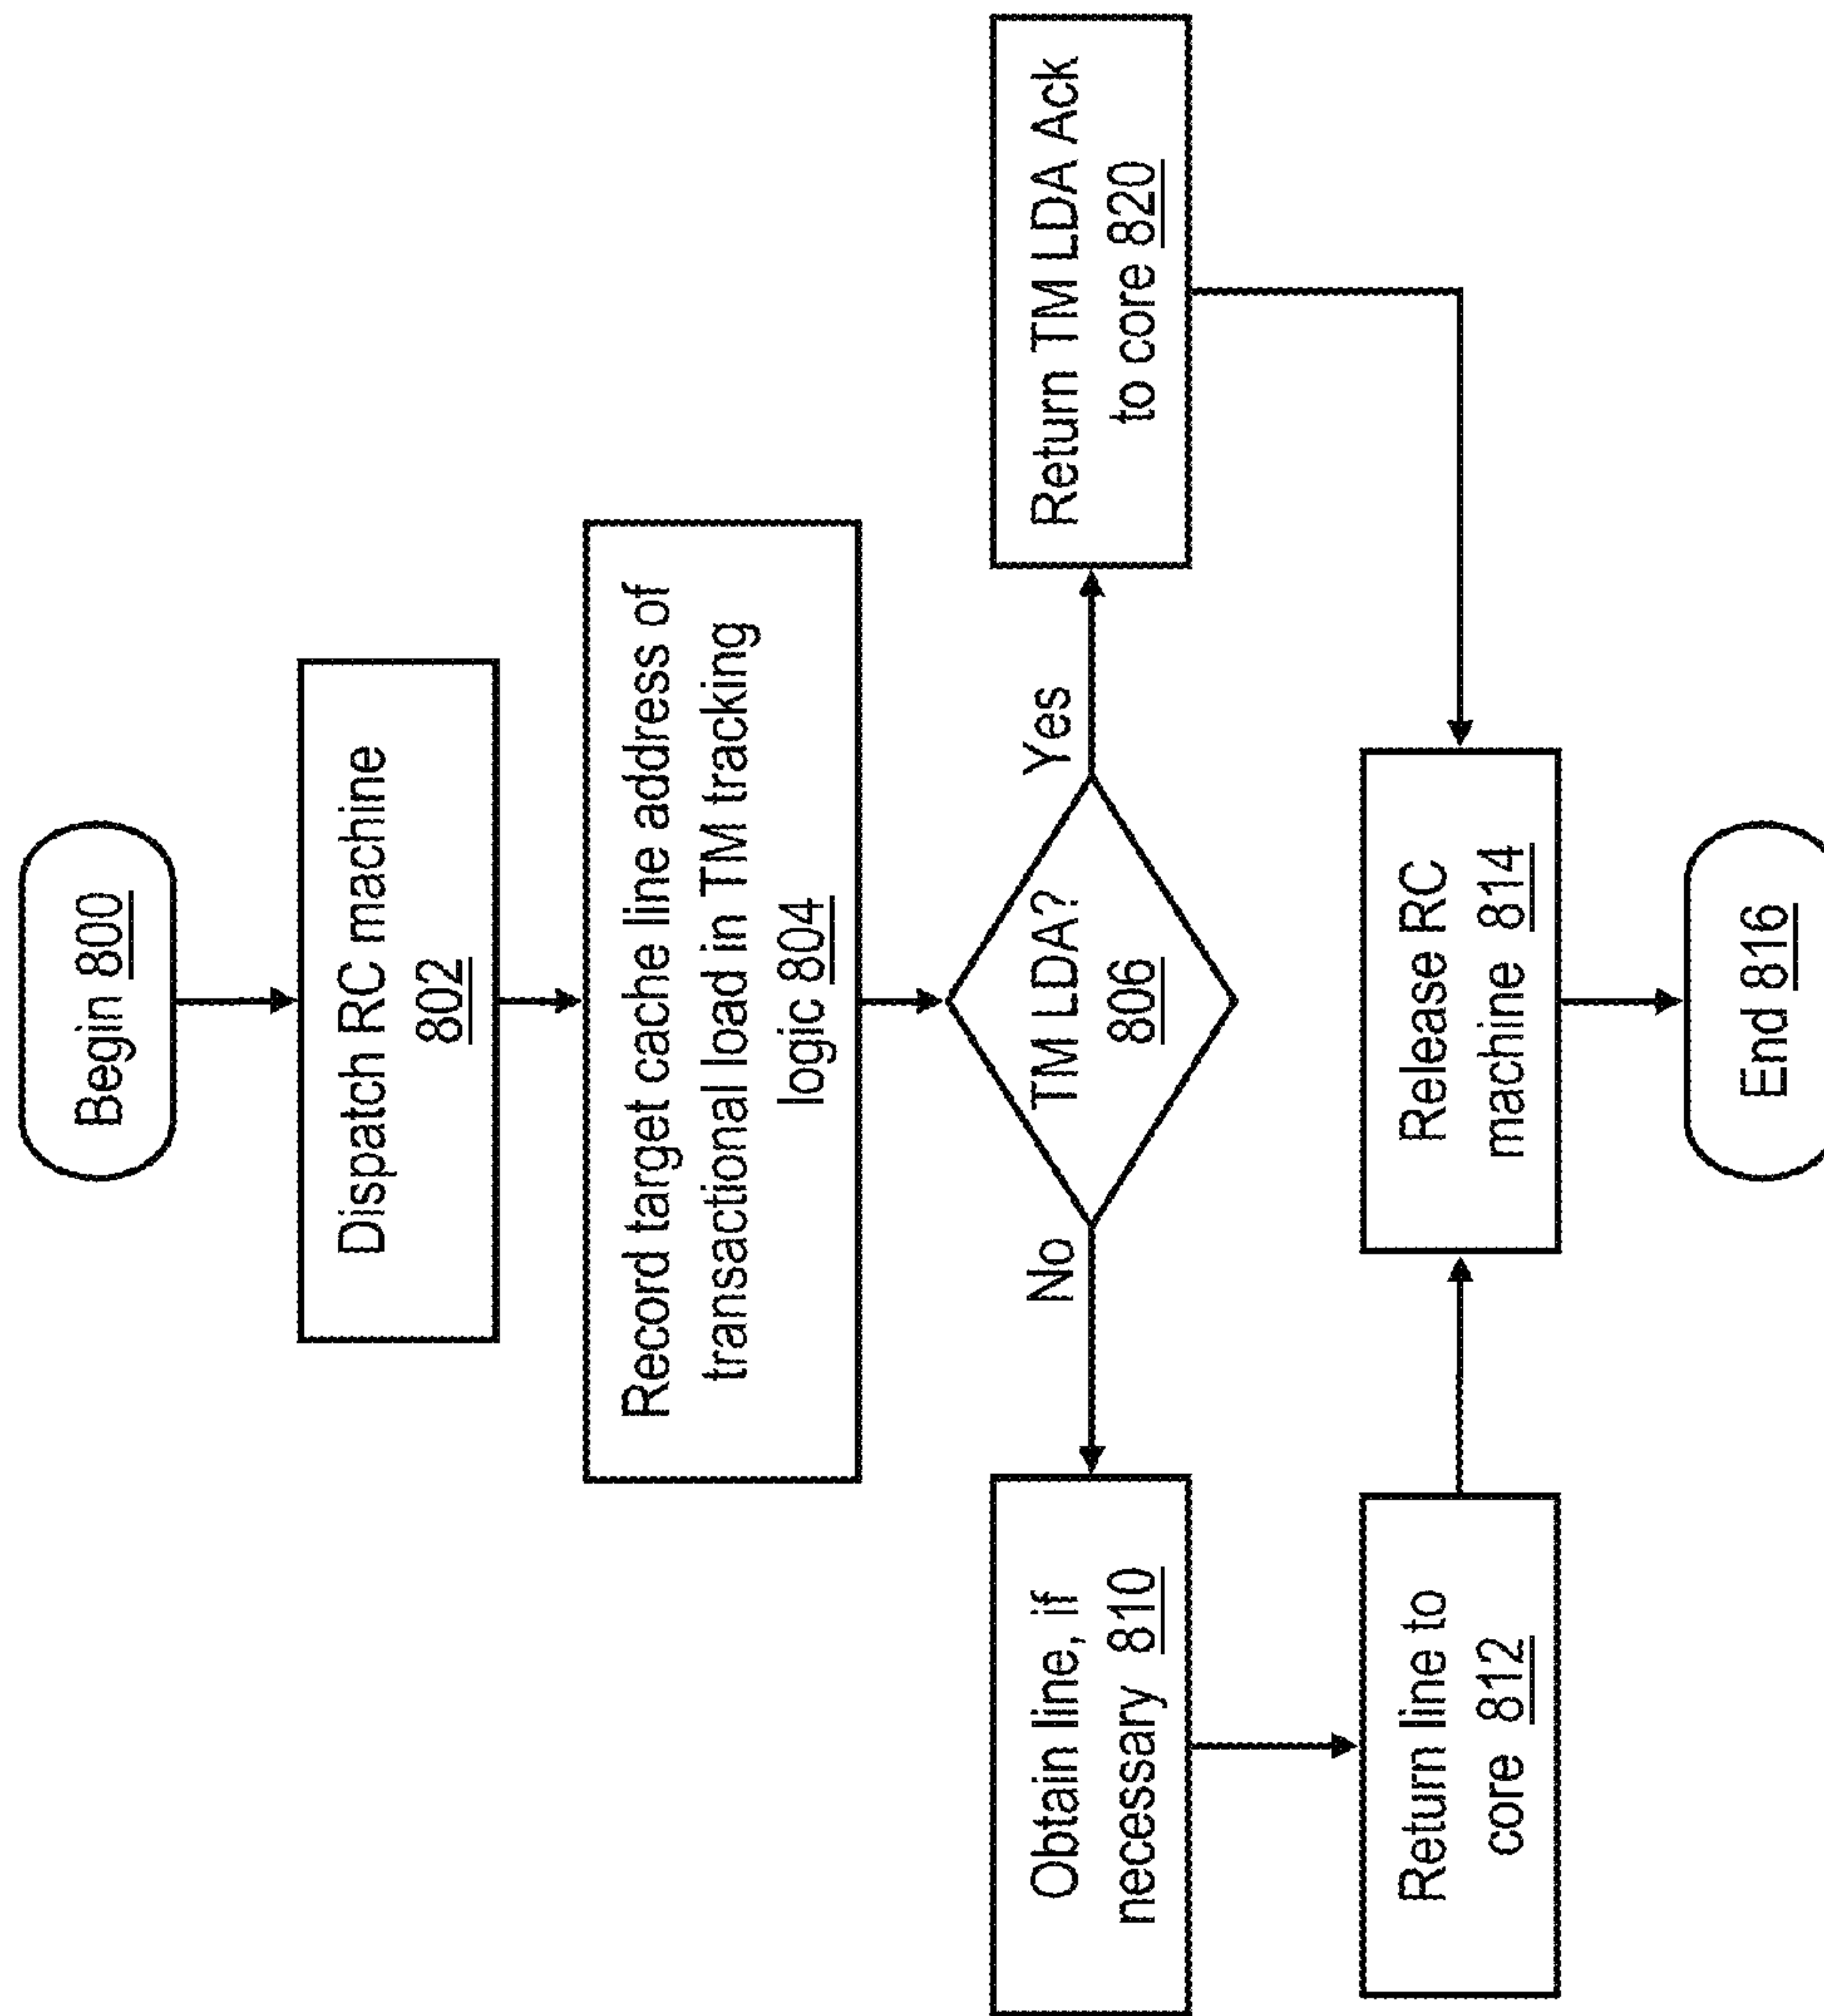 Begin 800
Dispatch RC machine
802
Record target cache line address of
transactional load in TM tracking
logic 804
TM LDA?
806
No
Yes
Obtain line, if
necessary 810
Return TM LDA Ack
to core 820
Return line to
core 812
Release RC
machine 814
End 816